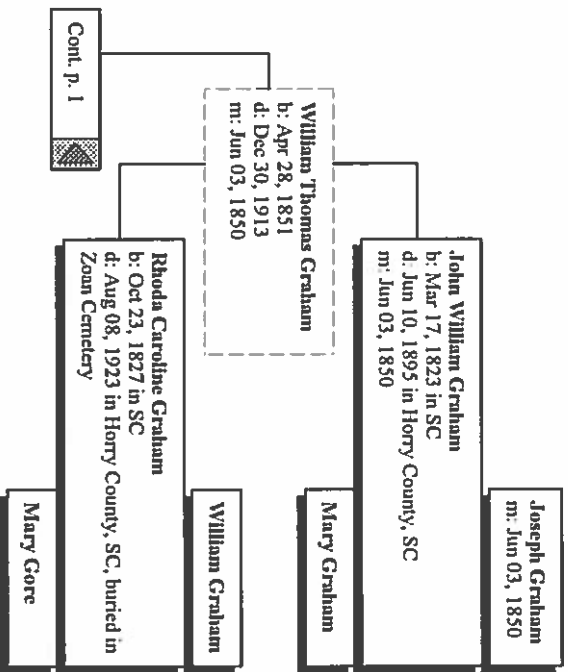 Joseph Graham
m: Jun 03, 1850
John William Graham
b: Mar 17, 1823 in SC
d: Jun 10, 1895 in Horry County, SC
m: Jun 03, 1850
Mary Graham
William Thomas Graham
b: Apr 28, 1851
d: Dec 30, 1913
m: Jun 03, 1850
William Graham
Rhoda Caroline Graham
b: Oct 23, 1827 in SC
d: Aug 08, 1923 in Horry County, SC, buried in
Zoan Cemetery
Mary Gore
Cont. p. 1